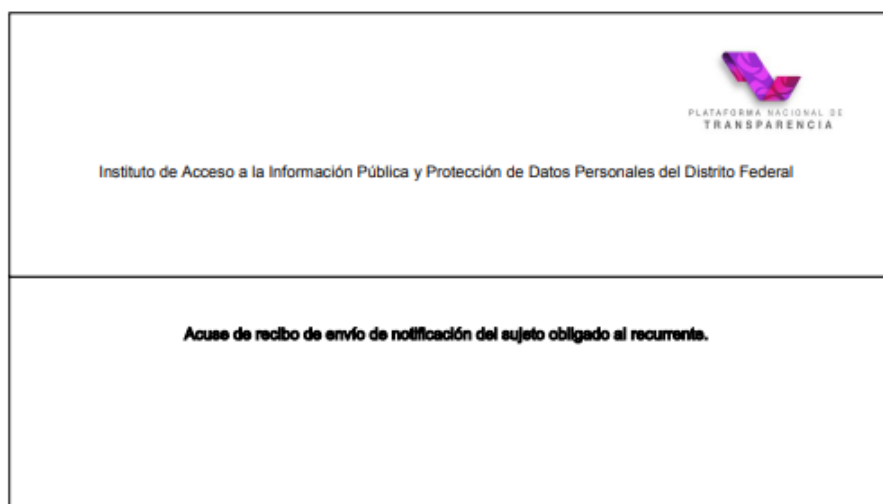 PLATAFORMA NACIONAL DE
TRANSPARENCIA
Instituto de Acceso a la Información Pública y Protección de Datos Personales del Distrito Federal
Acuse de recibo de envío de notificación del sujeto obligado al recurrente.